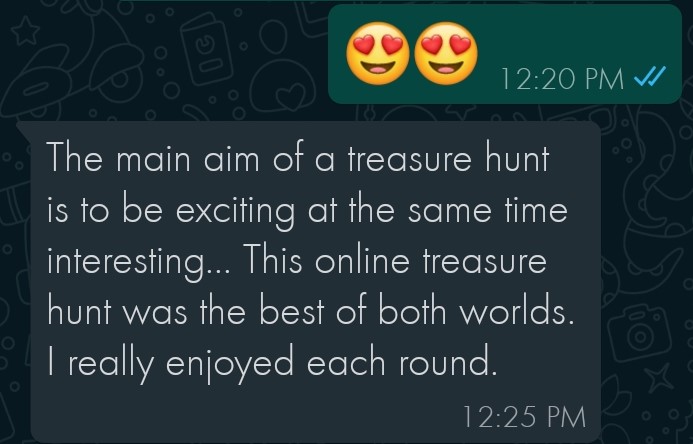 😍😍 12:20 PM
The main aim of a treasure hunt
is to be exciting at the same time
interesting... This online treasure
hunt was the best of both worlds.
I really enjoyed each round.
12:25 PM